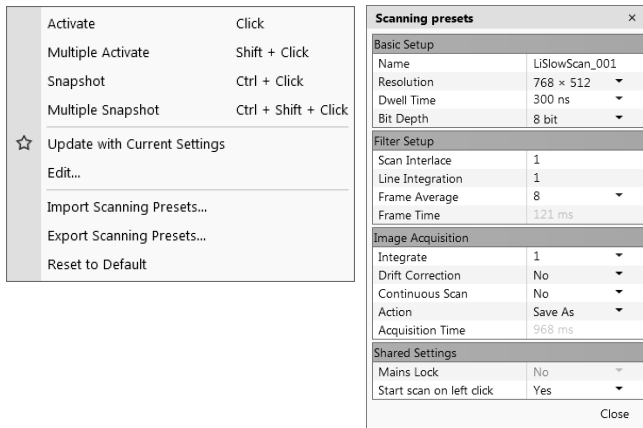 Activate Click
Multiple Activate Shift + Click
Snapshot Ctrl + Click
Multiple Snapshot Ctrl + Shift + Click
Update with Current Settings
Edit...
Import Scanning Presets...
Export Scanning Presets...
Reset to Default
Scanning presets ×
Basic Setup
Name LiSlowScan_001
Resolution 768 × 512
Dwell Time 300 ns
Bit Depth 8 bit
Filter Setup
Scan Interlace 1
Line Integration 1
Frame Average 8
Frame Time 121 ms
Image Acquisition
Integrate 1
Drift Correction No
Continuous Scan No
Action Save As
Acquisition Time 968 ms
Shared Settings
Mains Lock No
Start scan on left click Yes
Close